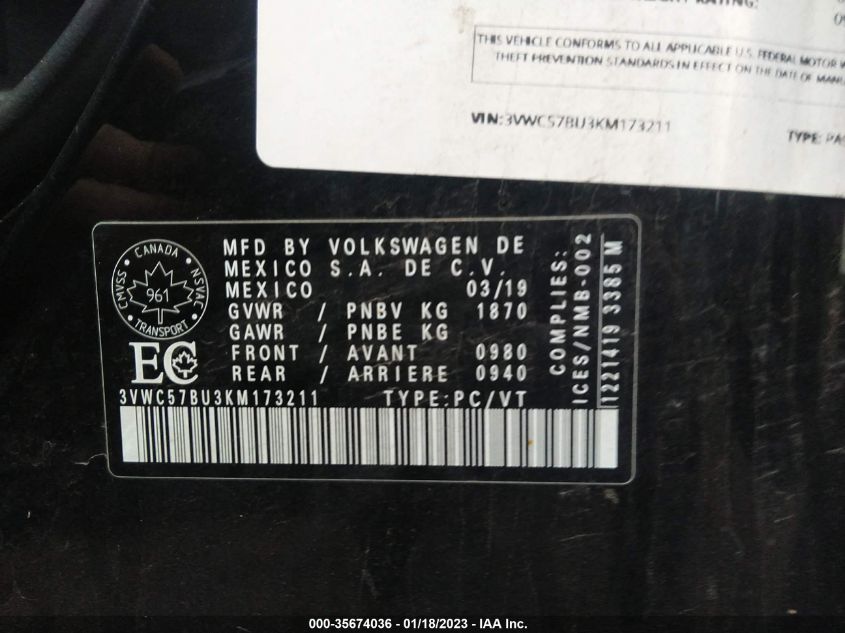 RATING:
THIS VEHICLE CONFORMS TO ALL APPLICABLE U.S. FEDERAL MOTOR
THEFT PREVENTION STANDARDS IN EFFECT ON THE DATE OF
VIN:3VWC57BU3KM173211
TYPE:
CANADA
CMVSS
NSVAC
961
TRANSPORT
EC
MFD BY VOLKSWAGEN DE
MEXICO S.A. DE C.V.
MEXICO 03/19
GVWR / PNBV KG 1870
GAWR / PNBE KG
FRONT / AVANT 0980
REAR / ARRIERE 0940
3VWC57BU3KM173211 TYPE:PC/VT
COMPLIES:
ICES/NMB-002
1221419 3385 M
000-35674036 - 01/18/2023 - IAA Inc.